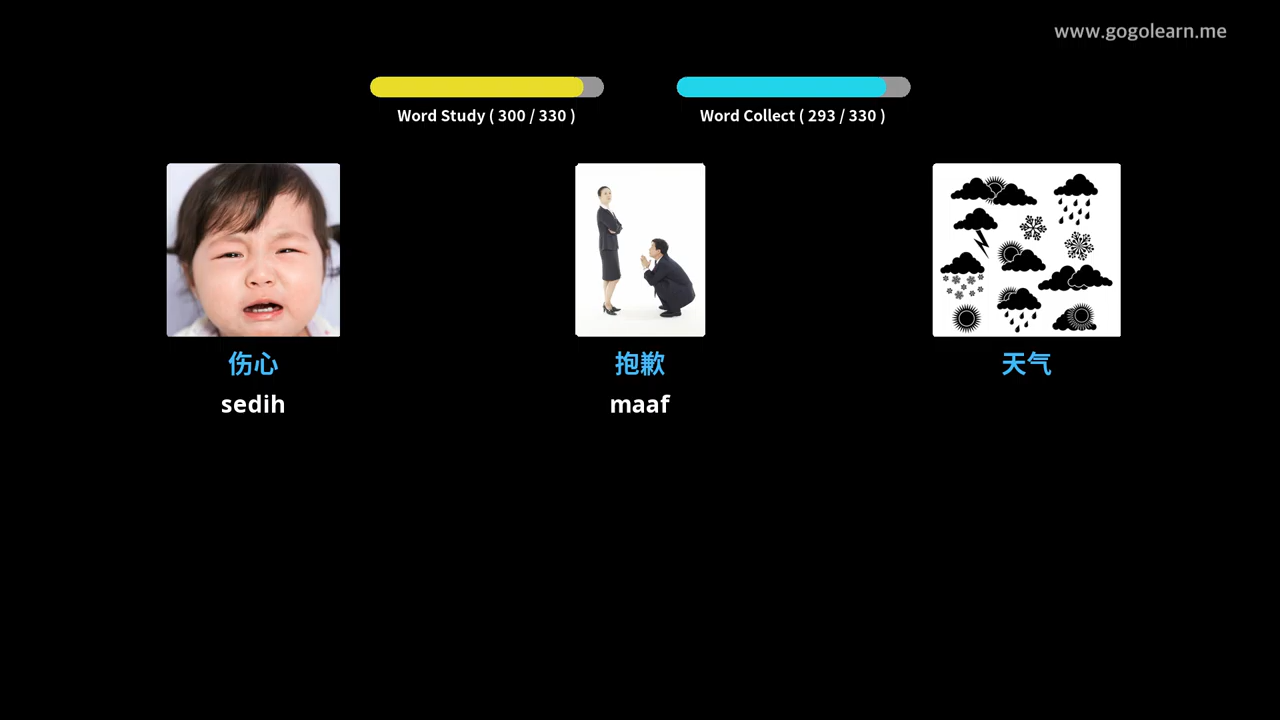 www.gogolearn.me
Word Study ( 300 / 330 )
Word Collect ( 293 / 330 )
伤心
抱歉
天气
sedih
maaf